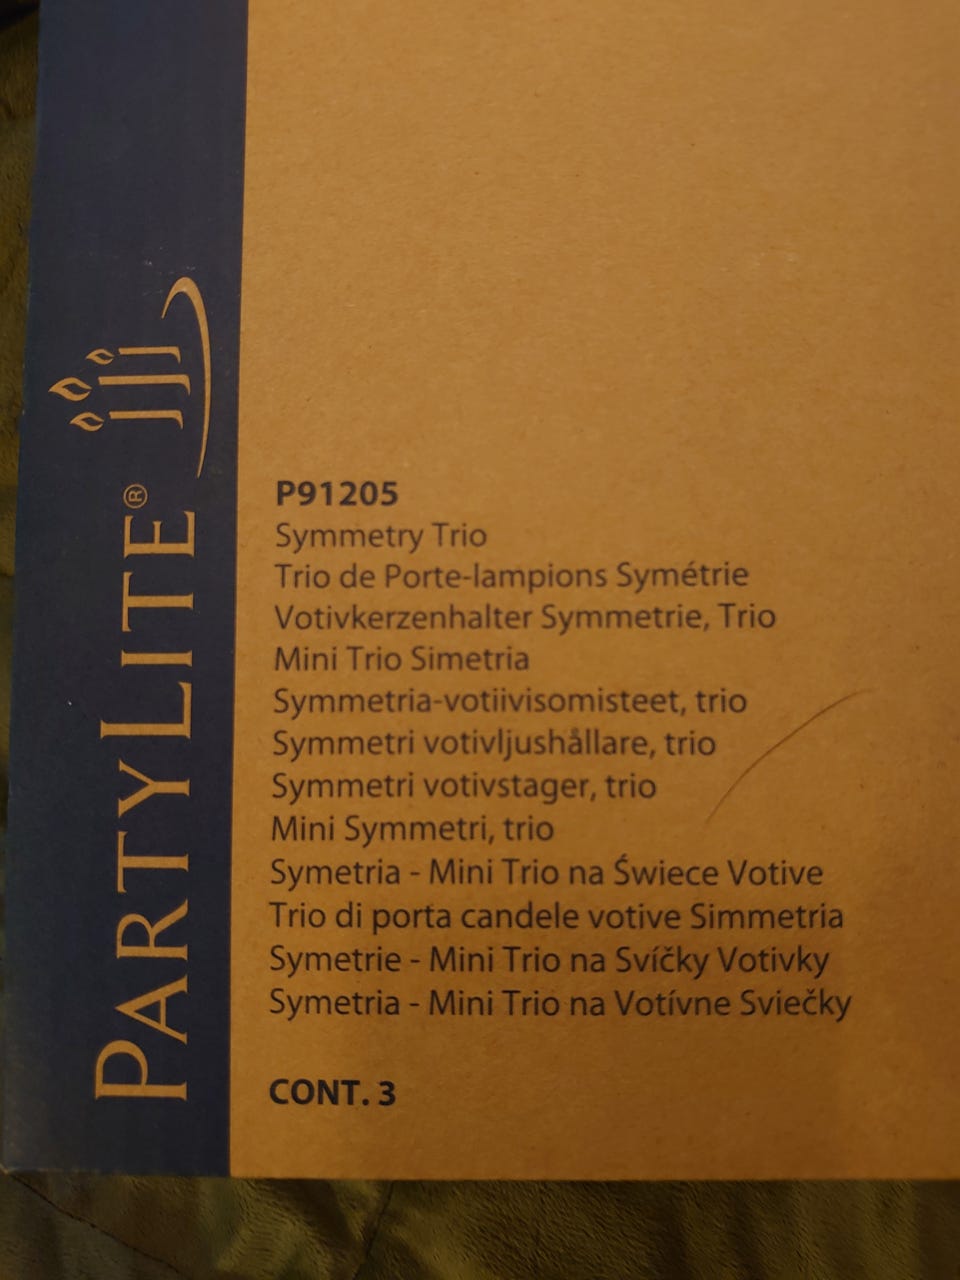 PARTYLITE®
P91205
Symmetry Trio
Trio de Porte-lampions Symétrie
Votivkerzenhalter Symmetrie, Trio
Mini Trio Simetria
Symmetria-votiivisomisteet, trio
Symmetri votivljushållare, trio
Symmetri votivstager, trio
Mini Symmetri, trio
Symetria - Mini Trio na Świece Votive
Trio di porta candele votive Simmetria
Symetrie - Mini Trio na Svíčky Votivky
Symetria - Mini Trio na Votívne Sviečky
CONT. 3